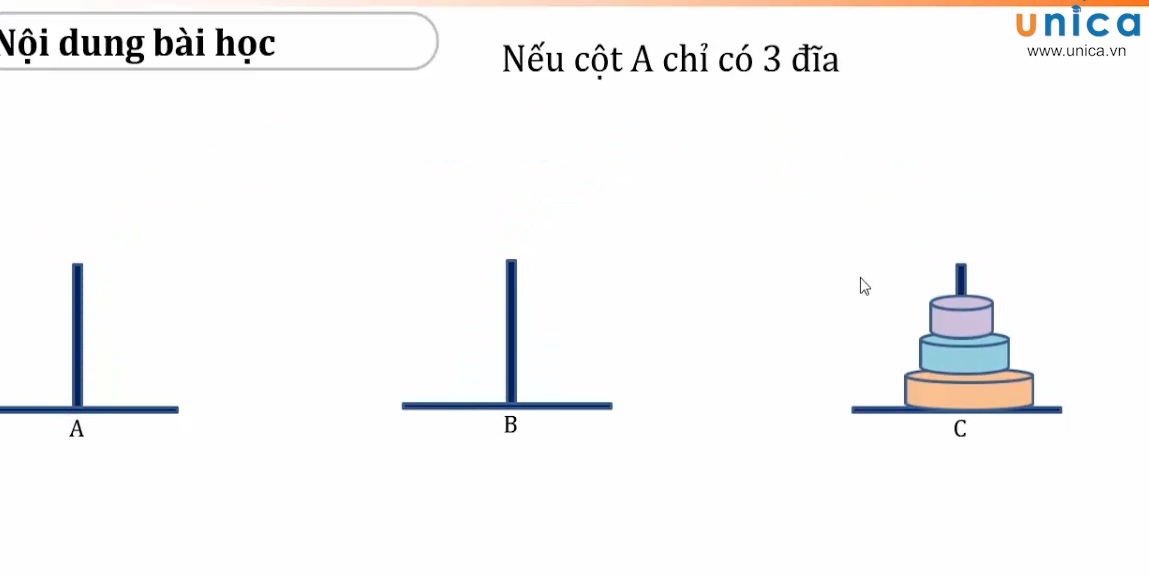 Nội dung bài học
Nếu cột A chỉ có 3 đĩa
unica
www.unica.vn
A
B
C